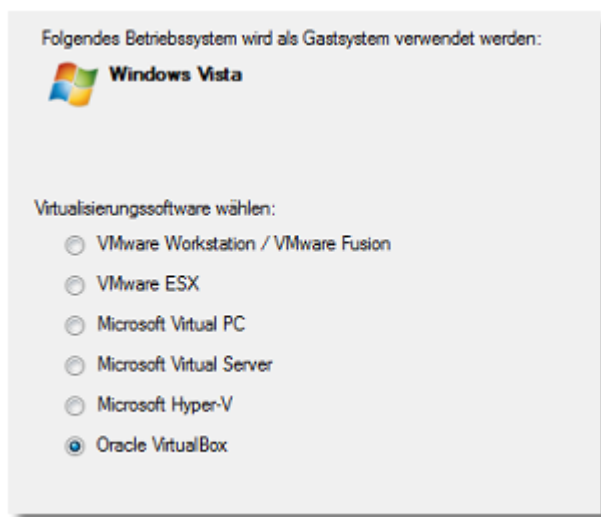 Folgendes Betriebssystem wird als Gastsystem verwendet werden:
Windows Vista
Virtualisierungssoftware wählen:
VMware Workstation / VMware Fusion
VMware ESX
Microsoft Virtual PC
Microsoft Virtual Server
Microsoft Hyper-V
Oracle VirtualBox